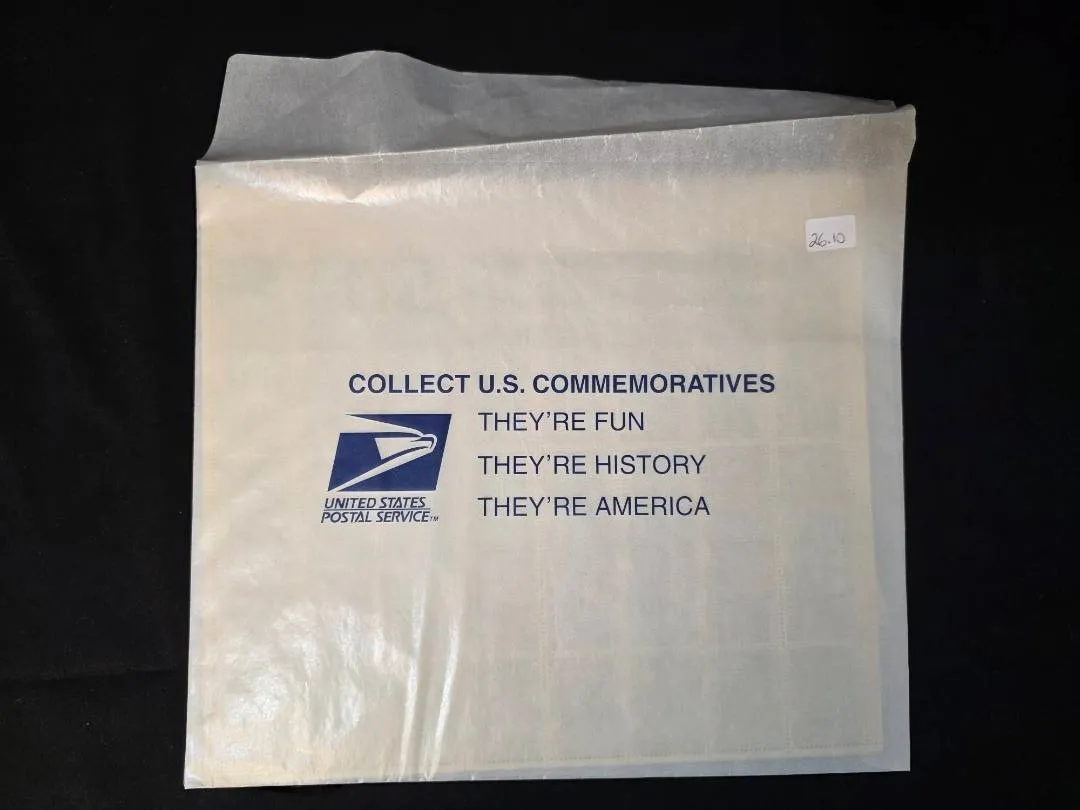 26.10
COLLECT U.S. COMMEMORATIVES
THEY'RE FUN
THEY'RE HISTORY
THEY'RE AMERICA
UNITED STATES
POSTAL SERVICE™